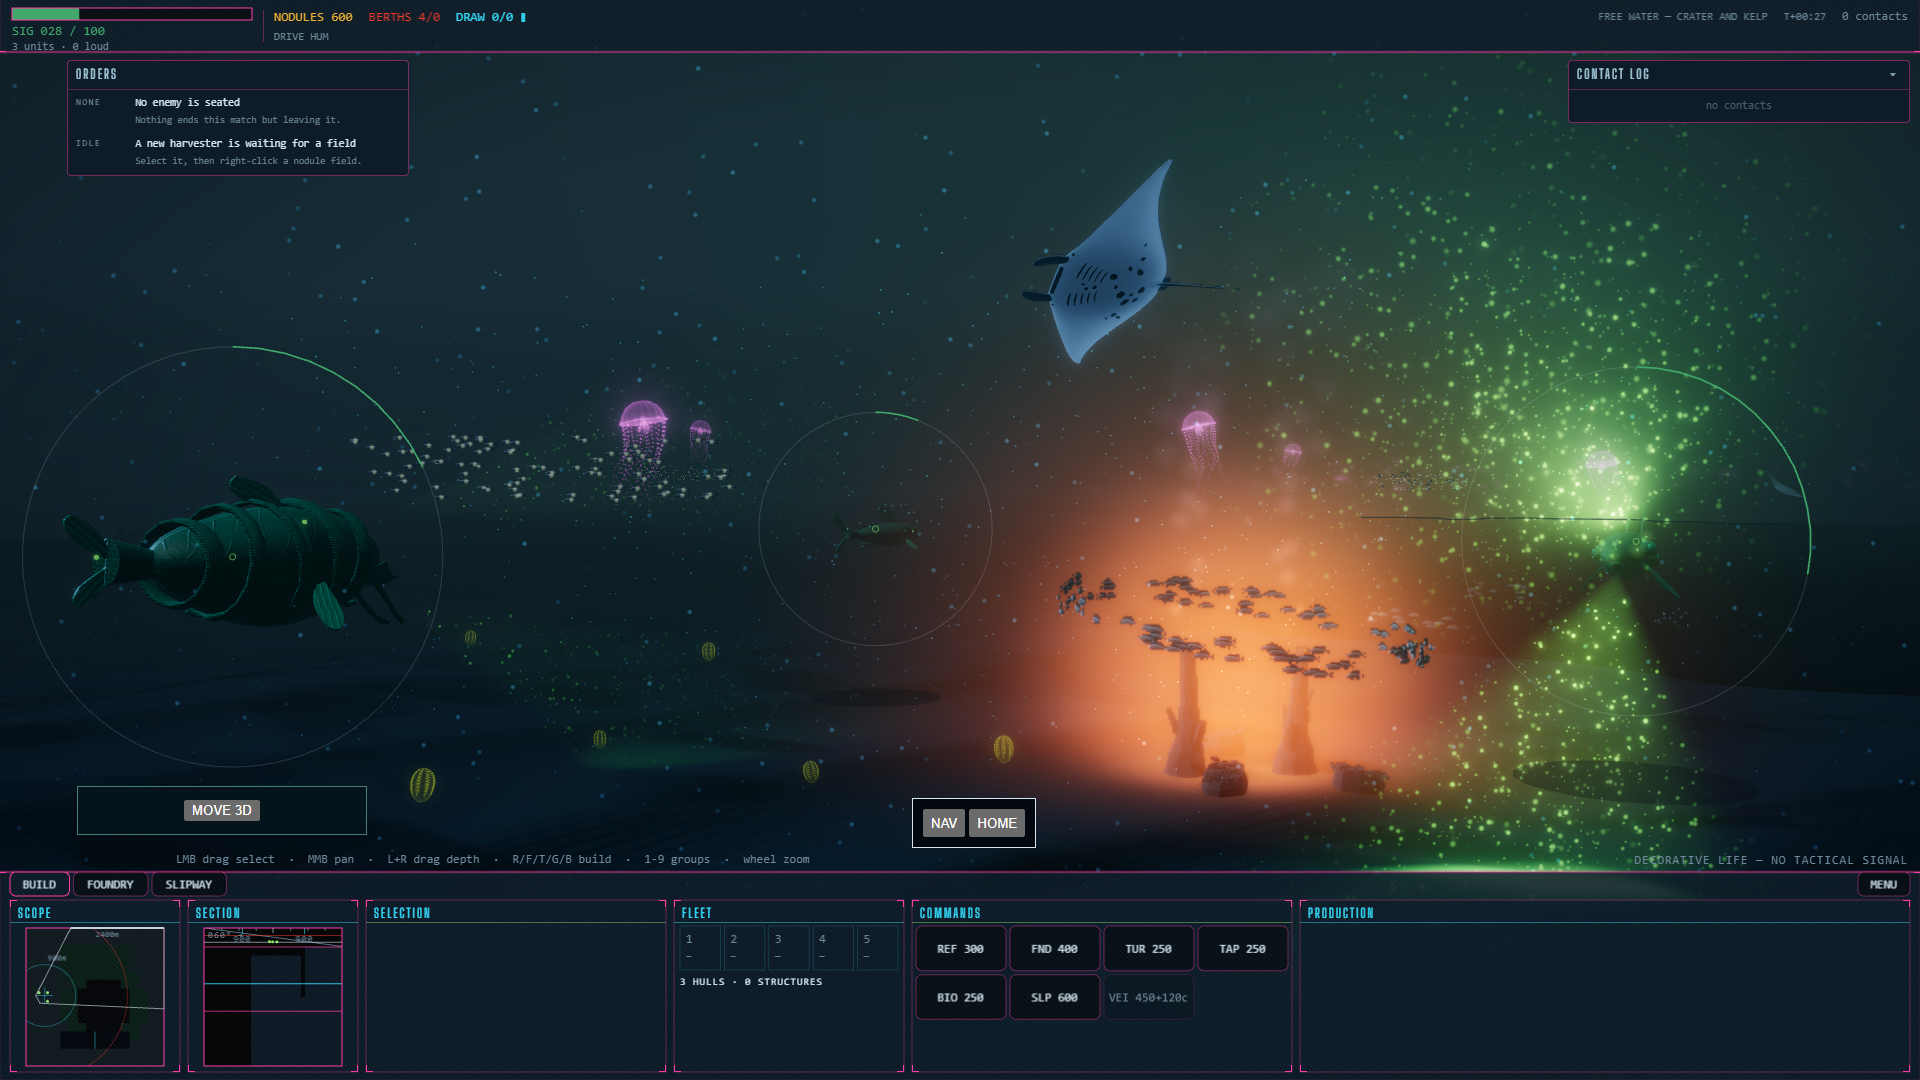 SIG 028 / 100
3 units · 0 loud
NODULES 600 BERTHS 4/0 DRAW 0/0
DRIVE HUM
FREE WATER — CRATER AND KELP T+00:27 0 contacts
ORDERS
NONE No enemy is seated
Nothing ends this match but leaving it.
IDLE A new harvester is waiting for a field
Select it, then right-click a nodule field.
CONTACT LOG
no contacts
MOVE 3D
NAV HOME
LMB drag select · MMB pan · L+R drag depth · R/F/T/G/B build · 1-9 groups · wheel zoom
DECORATIVE LIFE — NO TACTICAL SIGNAL
BUILD FOUNDRY SLIPWAY MENU
SCOPE
2400m
900m
SECTION
060°
900 900
SELECTION
FLEET
1 2 3 4 5
— — — — —
3 HULLS · 0 STRUCTURES
COMMANDS
REF 300 FND 400 TUR 250 TAP 250
BIO 250 SLP 600 VEI 450+120c
PRODUCTION